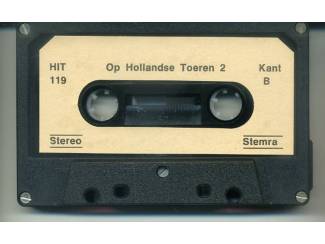 HIT Op Hollandse Toeren 2 Kant
119 B
Stereo Stemra